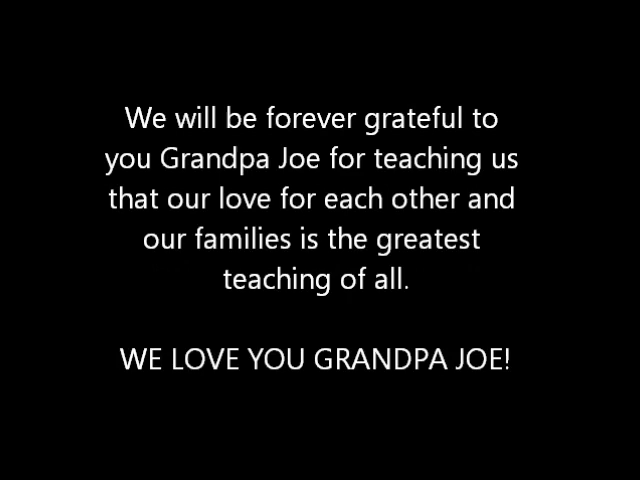 We will be forever grateful to
you Grandpa Joe for teaching us
that our love for each other and
our families is the greatest
teaching of all.
WE LOVE YOU GRANDPA JOE!